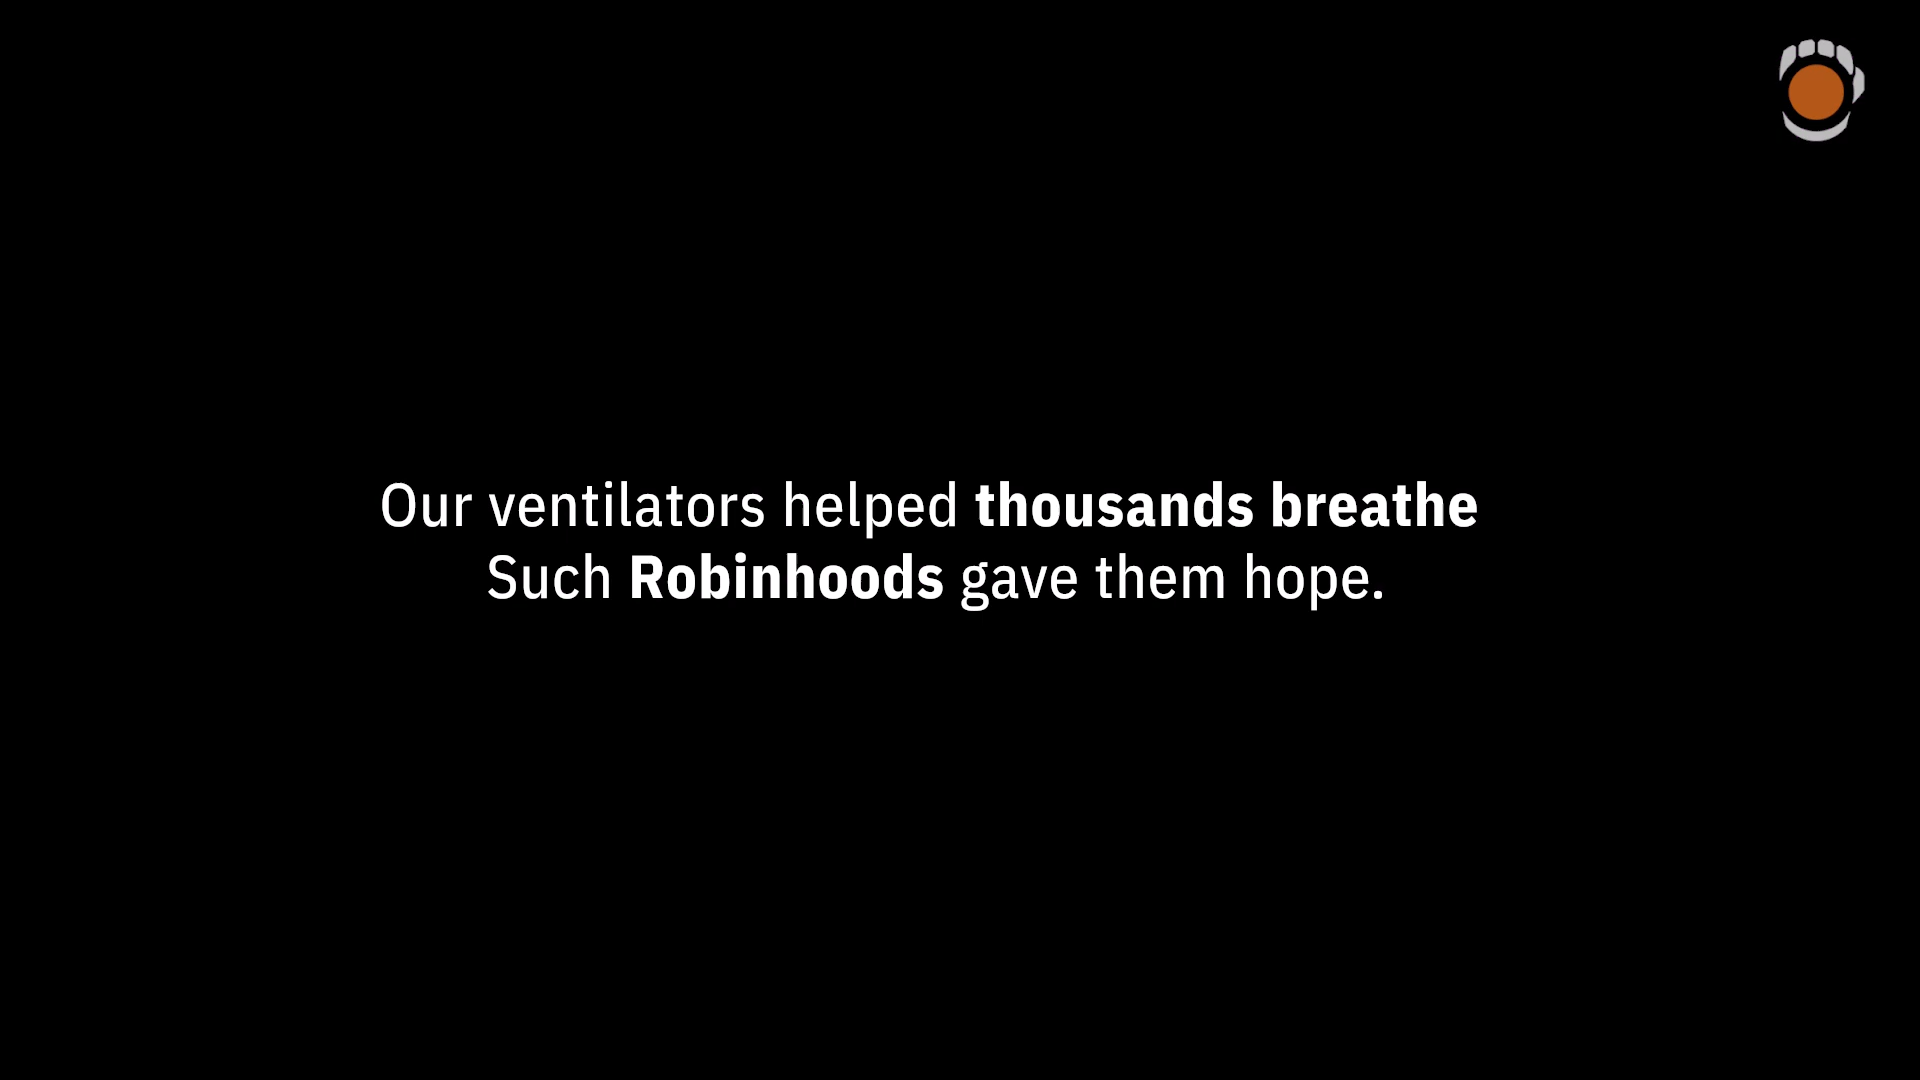 Our ventilators helped thousands breathe
Such Robinhoods gave them hope.